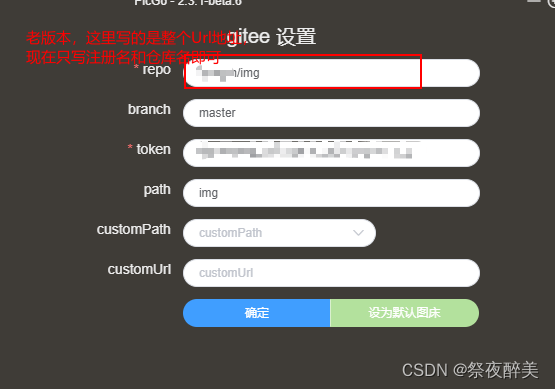 PicGo - 2.3.1-beta.6
gitee 设置
老版本，这里写的是整个Url地址，
现在只写注册名和仓库名即可
* repo
/img
branch
master
* token
path
img
customPath
customPath
customUrl
customUrl
确定
设为默认图床
CSDN @祭夜醉美